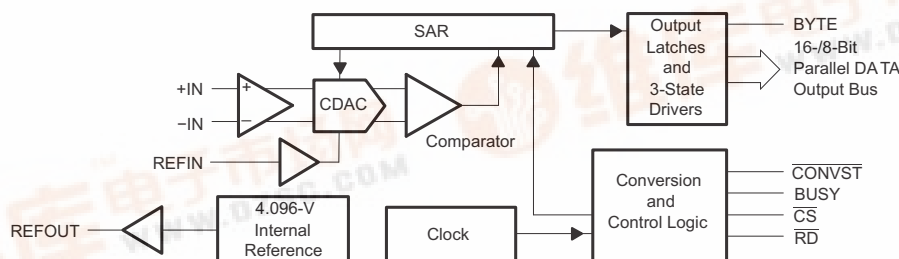 SAR
Output
Latches
and
3-State
Drivers
BYTE
16-/8-Bit
Parallel DATA
Output Bus
+IN
−IN
+
−
CDAC
Comparator
REFIN
CONVST
BUSY
CS
RD
Conversion
and
Control Logic
4.096-V
Internal
Reference
REFOUT
Clock